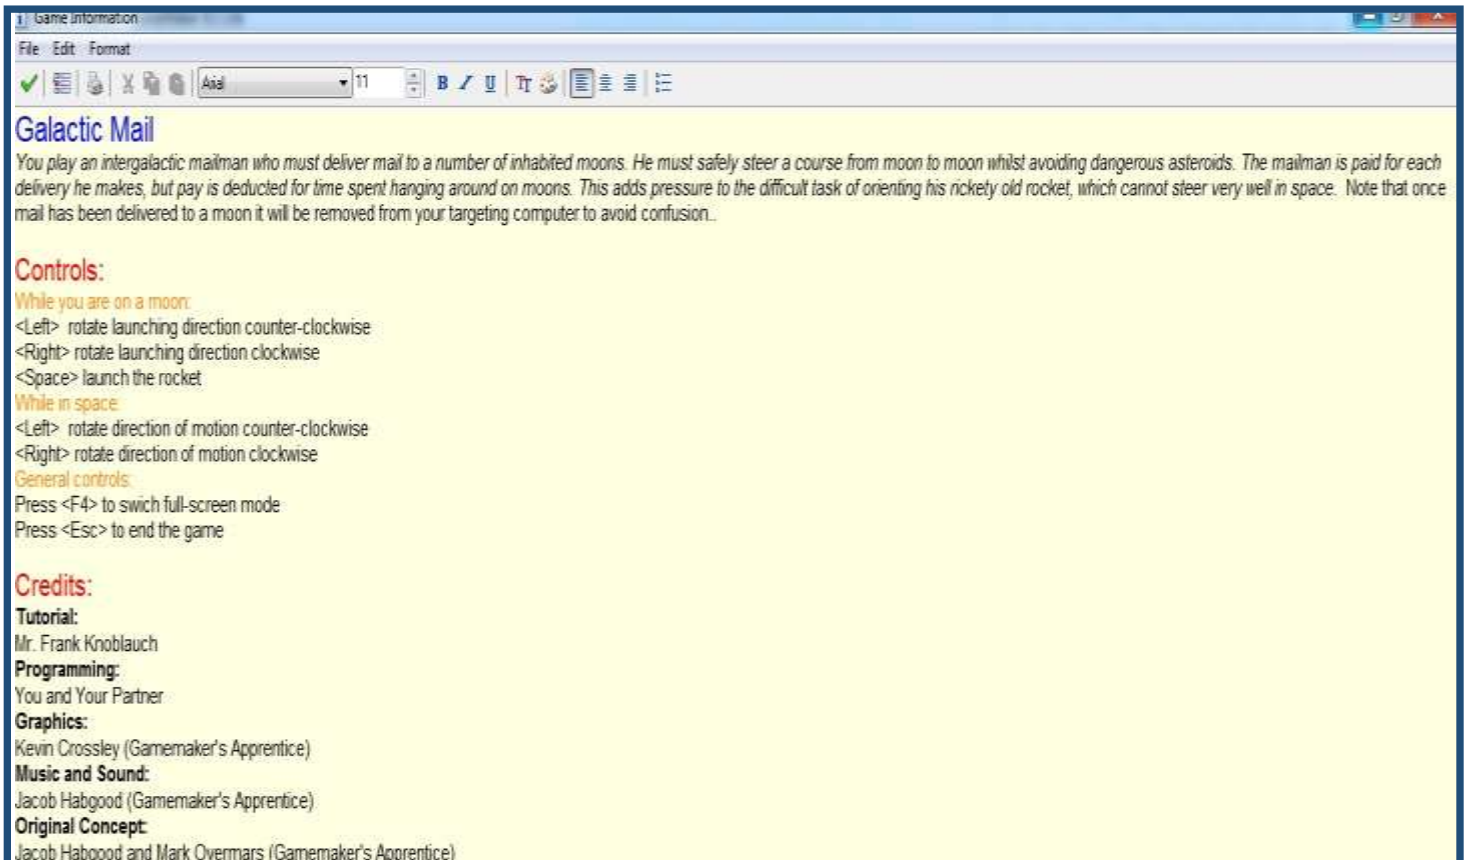 Game Information
File Edit Format
Arial 11 B I U
Galactic Mail
You play an intergalactic mailman who must deliver mail to a number of inhabited moons. He must safely steer a course from moon to moon whilst avoiding dangerous asteroids. The mailman is paid for each
delivery he makes, but pay is deducted for time spent hanging around on moons. This adds pressure to the difficult task of orienting his rickety old rocket, which cannot steer very well in space. Note that once
mail has been delivered to a moon it will be removed from your targeting computer to avoid confusion..
Controls:
While you are on a moon:
<Left> rotate launching direction counter-clockwise
<Right> rotate launching direction clockwise
<Space> launch the rocket
While in space:
<Left> rotate direction of motion counter-clockwise
<Right> rotate direction of motion clockwise
General controls:
Press <F4> to swich full-screen mode
Press <Esc> to end the game
Credits:
Tutorial:
Mr. Frank Knoblauch
Programming:
You and Your Partner
Graphics:
Kevin Crossley (Gamemaker's Apprentice)
Music and Sound:
Jacob Habgood (Gamemaker's Apprentice)
Original Concept:
Jacob Habgood and Mark Overmars (Gamemaker's Apprentice)